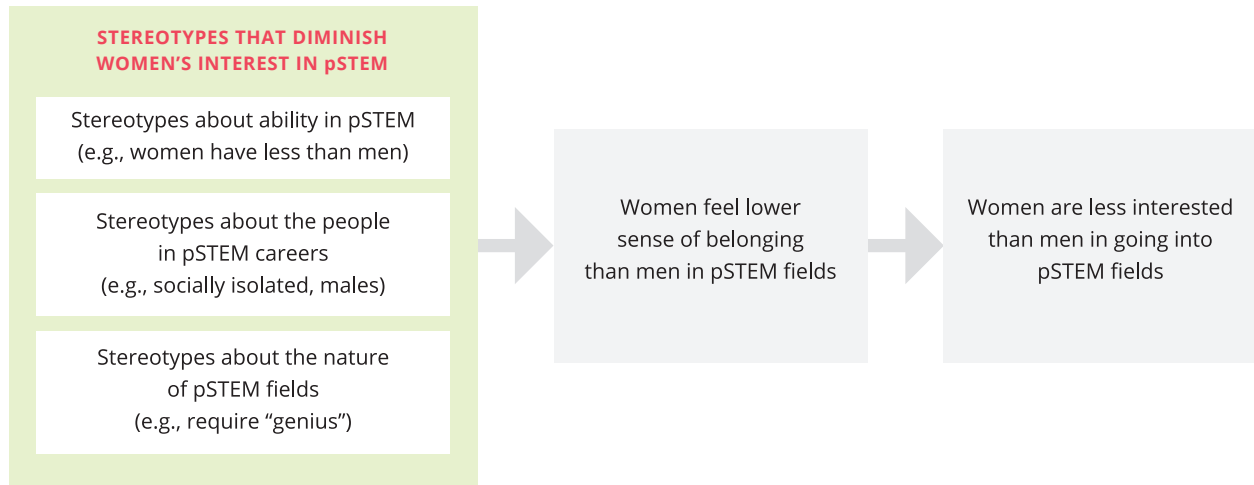 STEREOTYPES THAT DIMINISH
WOMEN’S INTEREST IN pSTEM
Stereotypes about ability in pSTEM
(e.g., women have less than men)
Stereotypes about the people
in pSTEM careers
(e.g., socially isolated, males)
Stereotypes about the nature
of pSTEM fields
(e.g., require “genius”)
Women feel lower
sense of belonging
than men in pSTEM fields
Women are less interested
than men in going into
pSTEM fields